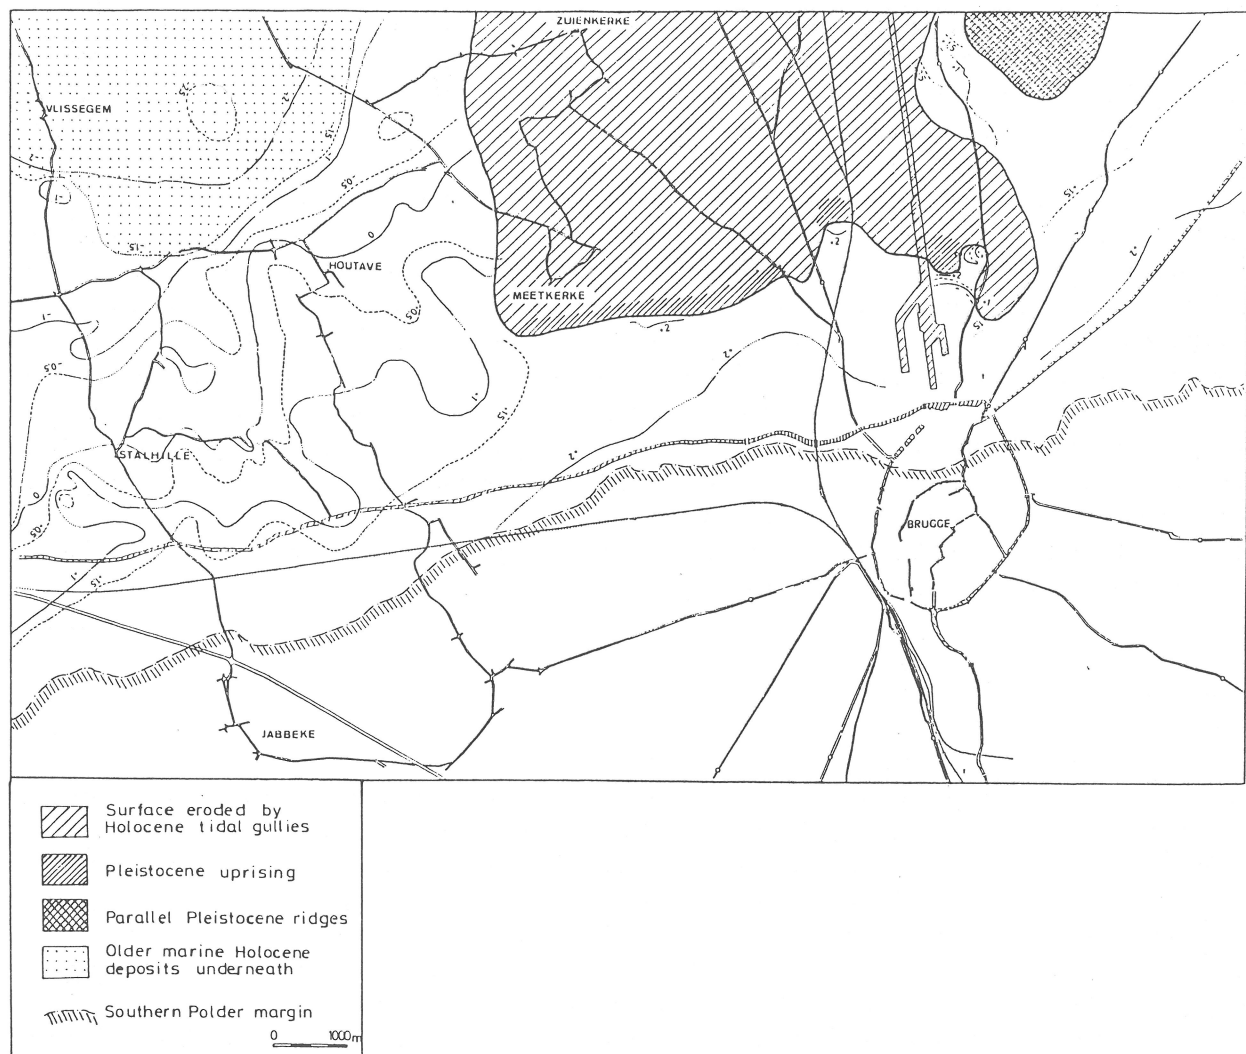 ZUIENKERKE
VLISSEGEM
HOUTAVE
MEETKERKE
STALHILLE
BRUGGE
JABBEKE
Surface eroded by
Holocene tidal gullies
Pleistocene uprising
Parallel Pleistocene ridges
Older marine Holocene
deposits underneath
Southern Polder margin
0 1000m